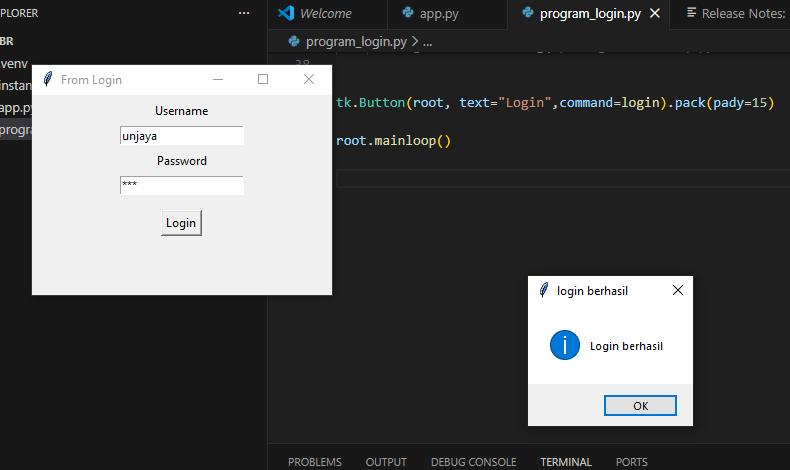 PLORER ...
BR
venv
instan
app.py
progra
Welcome
app.py
program_login.py
Release Notes:
program_login.py > ...
From Login
Username
unjaya
Password
***
Login
tk.Button(root, text="Login",command=login).pack(pady=15)
root.mainloop()
login berhasil
Login berhasil
OK
PROBLEMS OUTPUT DEBUG CONSOLE TERMINAL PORTS